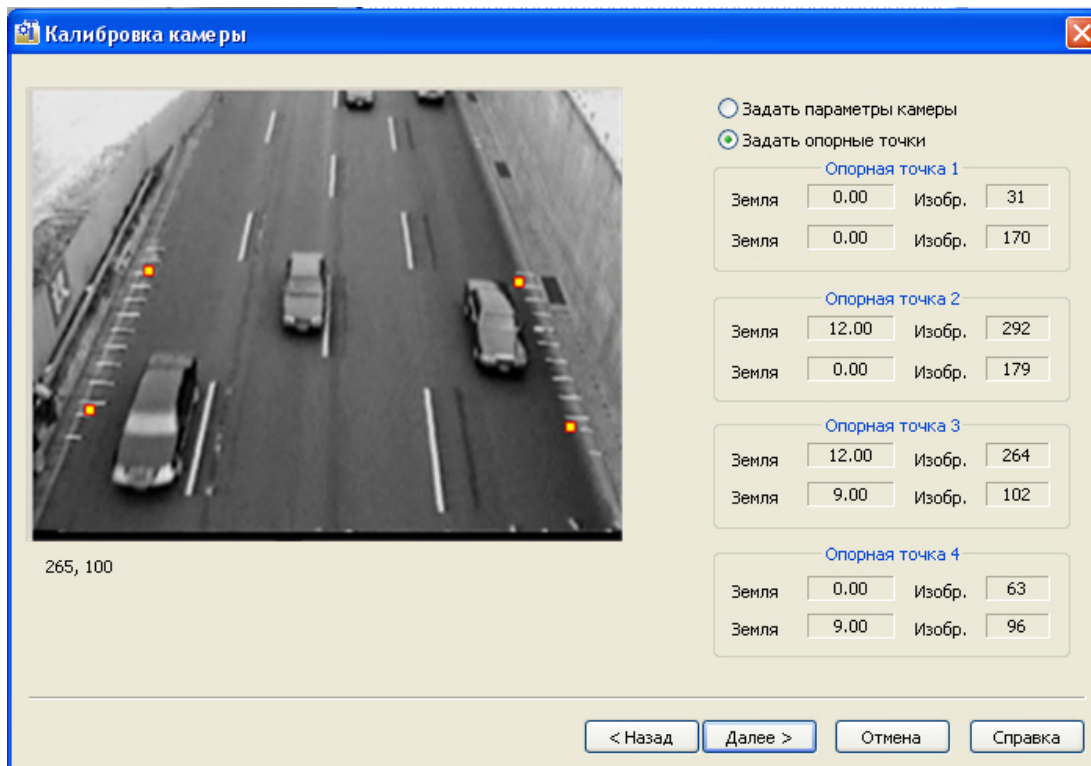 Калибровка камеры
Задать параметры камеры
Задать опорные точки
Опорная точка 1
Земля 0.00 Изобр. 31
Земля 0.00 Изобр. 170
Опорная точка 2
Земля 12.00 Изобр. 292
Земля 0.00 Изобр. 179
Опорная точка 3
Земля 12.00 Изобр. 264
Земля 9.00 Изобр. 102
Опорная точка 4
Земля 0.00 Изобр. 63
Земля 9.00 Изобр. 96
265, 100
< Назад Далее > Отмена Справка